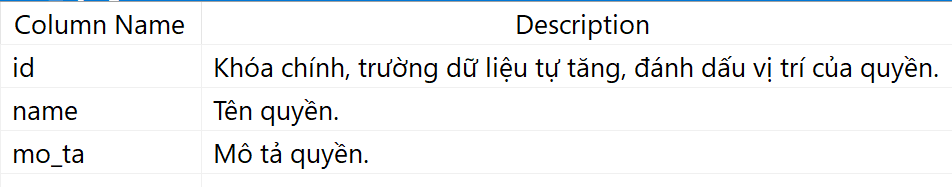 Column Name Description
id Khóa chính, trường dữ liệu tự tăng, đánh dấu vị trí của quyền.
name Tên quyền.
mo_ta Mô tả quyền.